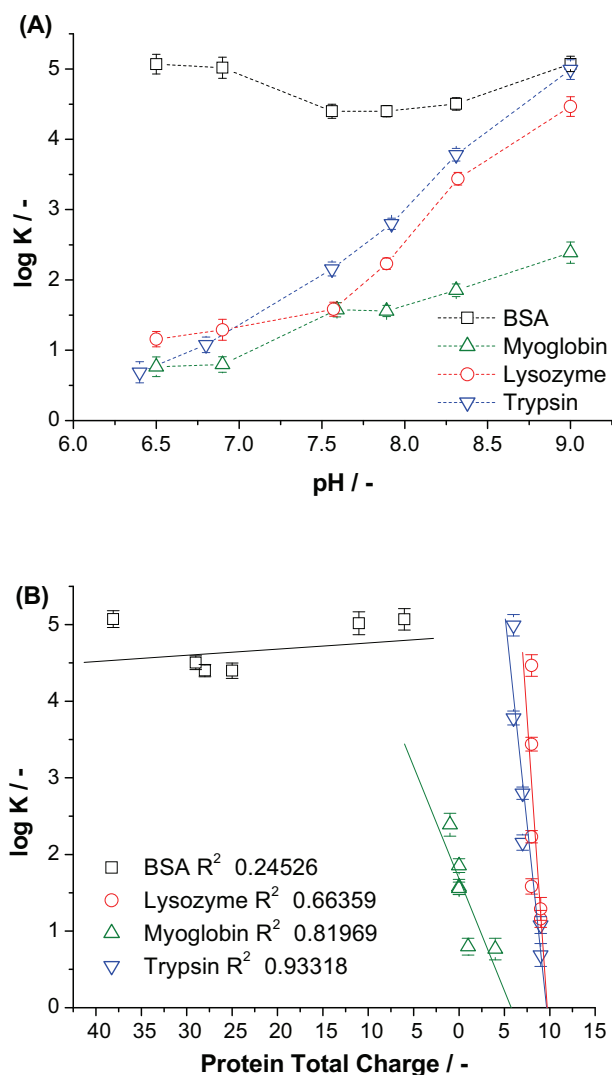 (A)
5
4
3
2
1
0
log K / -
BSA
Myoglobin
Lysozyme
Trypsin
6.0 6.5 7.0 7.5 8.0 8.5 9.0
pH / -
(B)
5
4
3
2
1
0
log K / -
BSA R² 0.24526
Lysozyme R² 0.66359
Myoglobin R² 0.81969
Trypsin R² 0.93318
40 35 30 25 20 15 10 5 0 5 10 15
Protein Total Charge / -